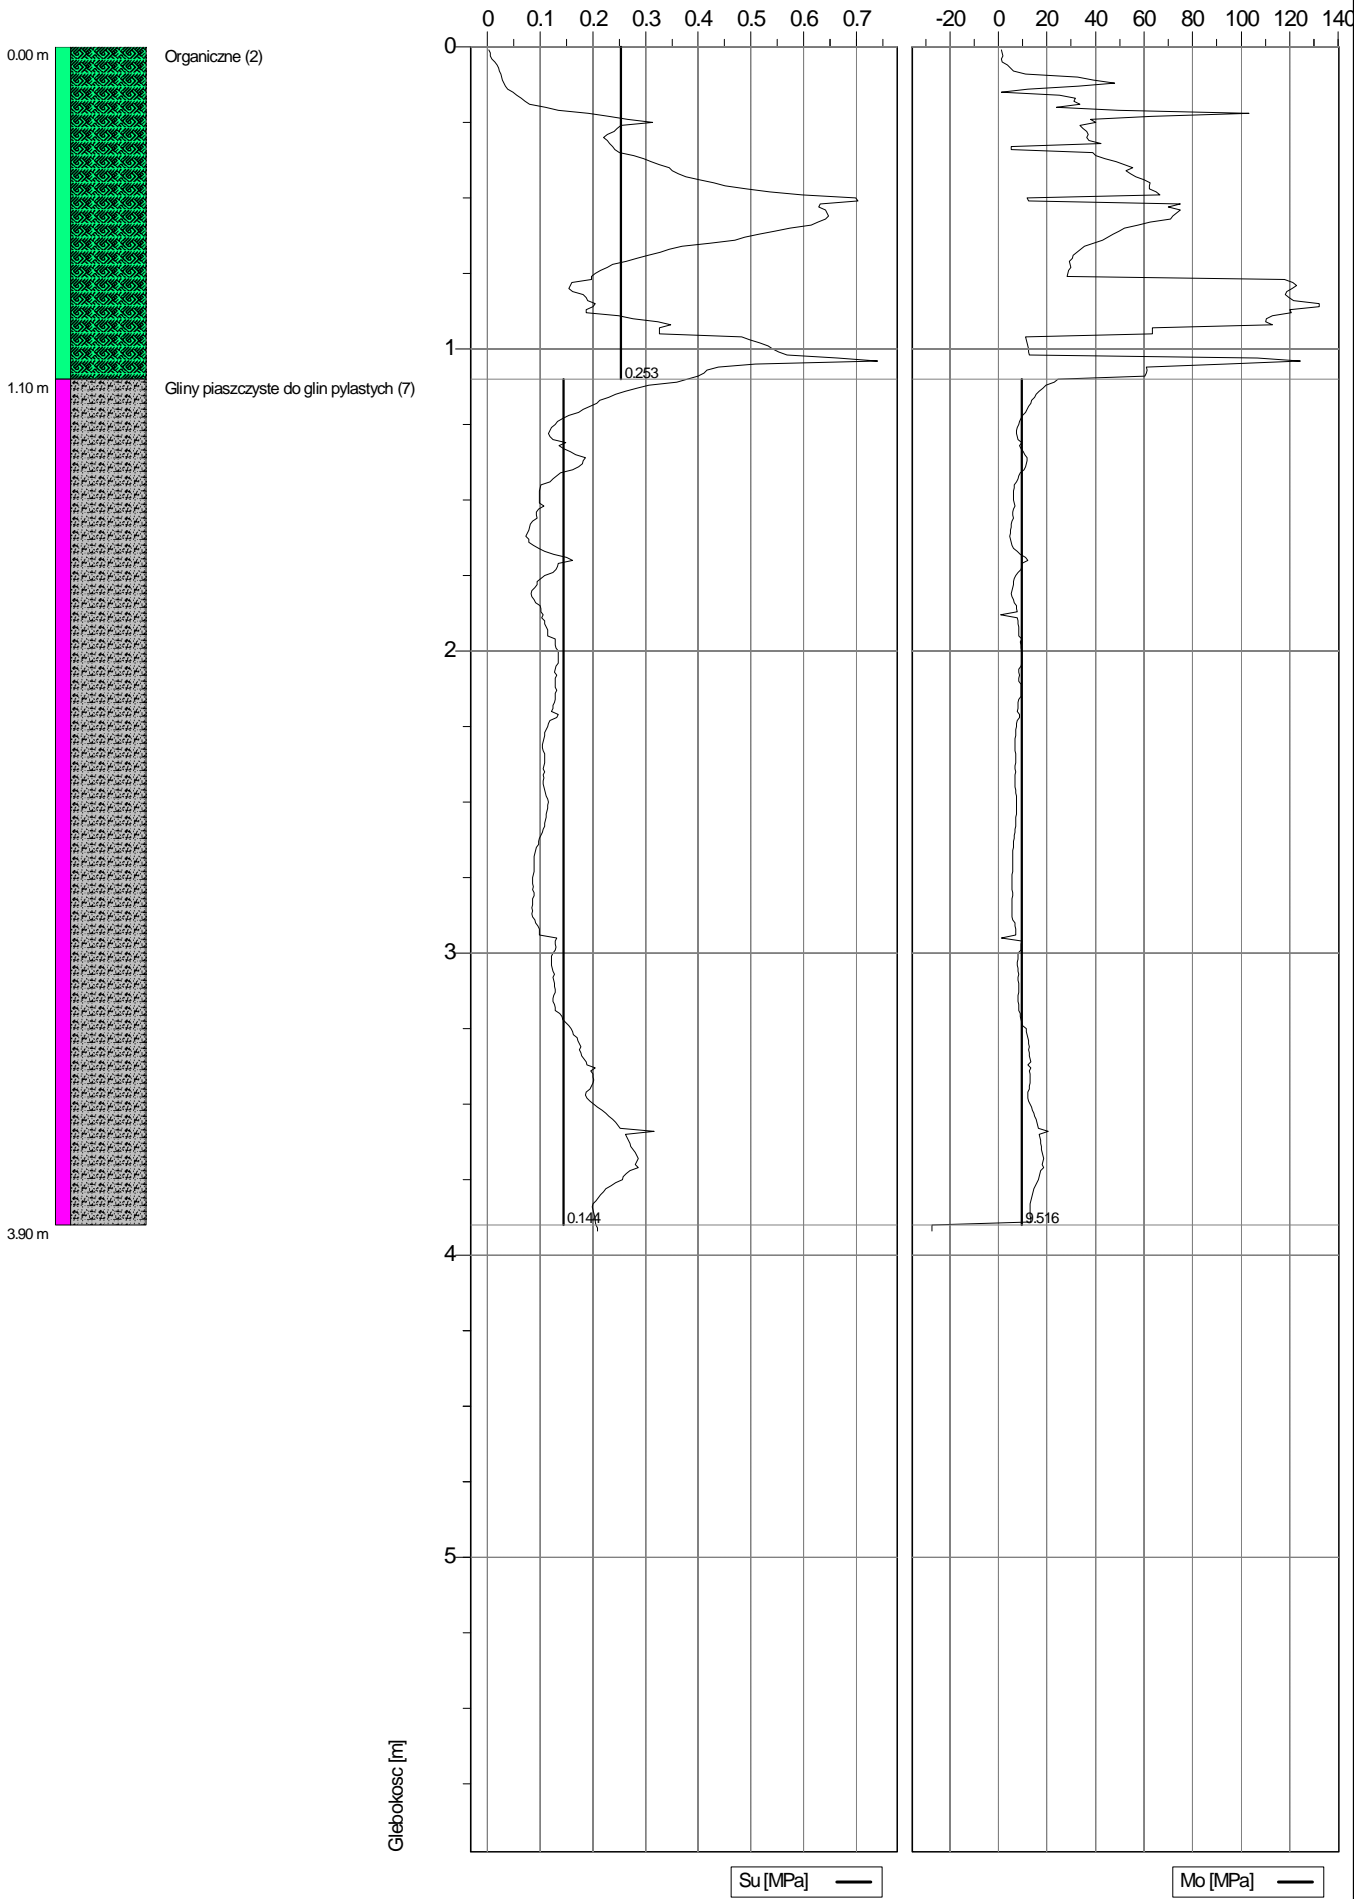 0 0.1 0.2 0.3 0.4 0.5 0.6 0.7 -20 0 20 40 60 80 100 120 140
0
0.00 m Organiczne (2)
1
0.253
1.10 m Gliny piaszczyste do glin pylastych (7)
2
3
0.144 9.516
3.90 m
4
5
Glebokosc [m]
Su [MPa] Mo [MPa]